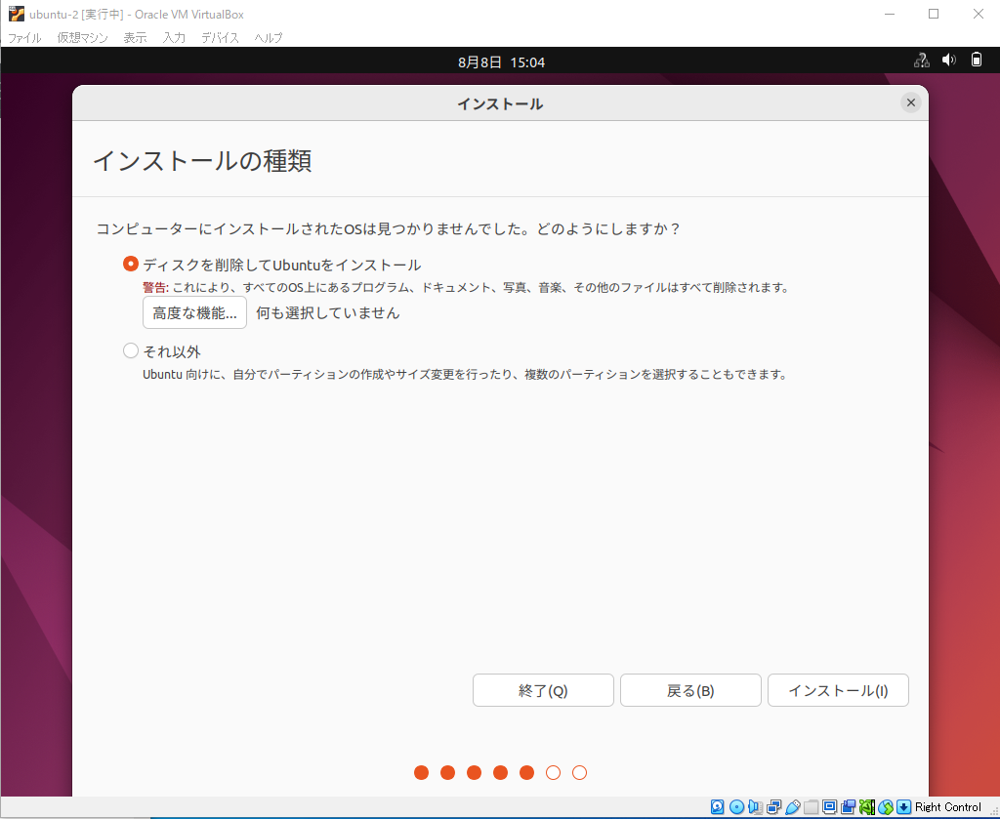 ubuntu-2 [実行中] - Oracle VM VirtualBox
ファイル 仮想マシン 表示 入力 デバイス ヘルプ
8月8日 15:04
インストール
インストールの種類
コンピューターにインストールされたOSは見つかりませんでした。どのようにしますか？
ディスクを削除してUbuntuをインストール
警告: これにより、すべてのOS上にあるプログラム、ドキュメント、写真、音楽、その他のファイルはすべて削除されます。
高度な機能... 何も選択していません
それ以外
Ubuntu 向けに、自分でパーティションの作成やサイズ変更を行ったり、複数のパーティションを選択することもできます。
終了(Q) 戻る(B) インストール(I)
Right Control